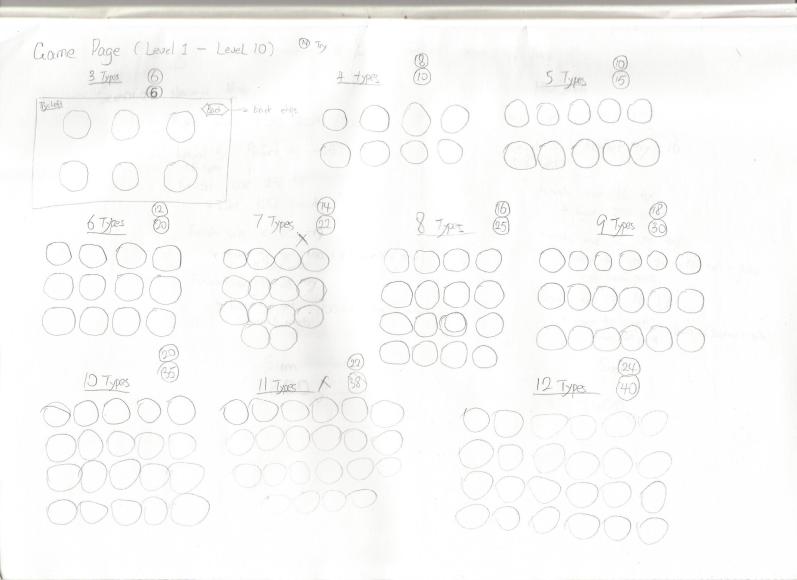 Game Page (Level 1 - Level 10) Try
3 Types 6
6
4 types 8
10
5 Types 10
15
Back → back step
6 Types 12
20
7 Types 14
22
X
8 Types 16
25
9 Types 18
30
10 Types 20
35
11 Types X 22
38
12 Types 24
40